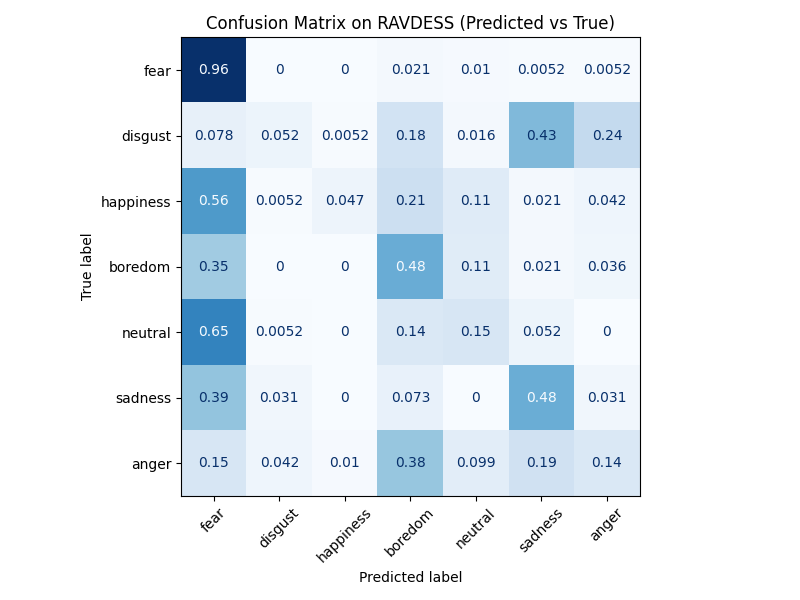 Confusion Matrix on RAVDESS (Predicted vs True)
fear 0.96 0 0 0.021 0.01 0.0052 0.0052
disgust 0.078 0.052 0.0052 0.18 0.016 0.43 0.24
happiness 0.56 0.0052 0.047 0.21 0.11 0.021 0.042
boredom 0.35 0 0 0.48 0.11 0.021 0.036
neutral 0.65 0.0052 0 0.14 0.15 0.052 0
sadness 0.39 0.031 0 0.073 0 0.48 0.031
anger 0.15 0.042 0.01 0.38 0.099 0.19 0.14
True label
fear disgust happiness boredom neutral sadness anger
Predicted label